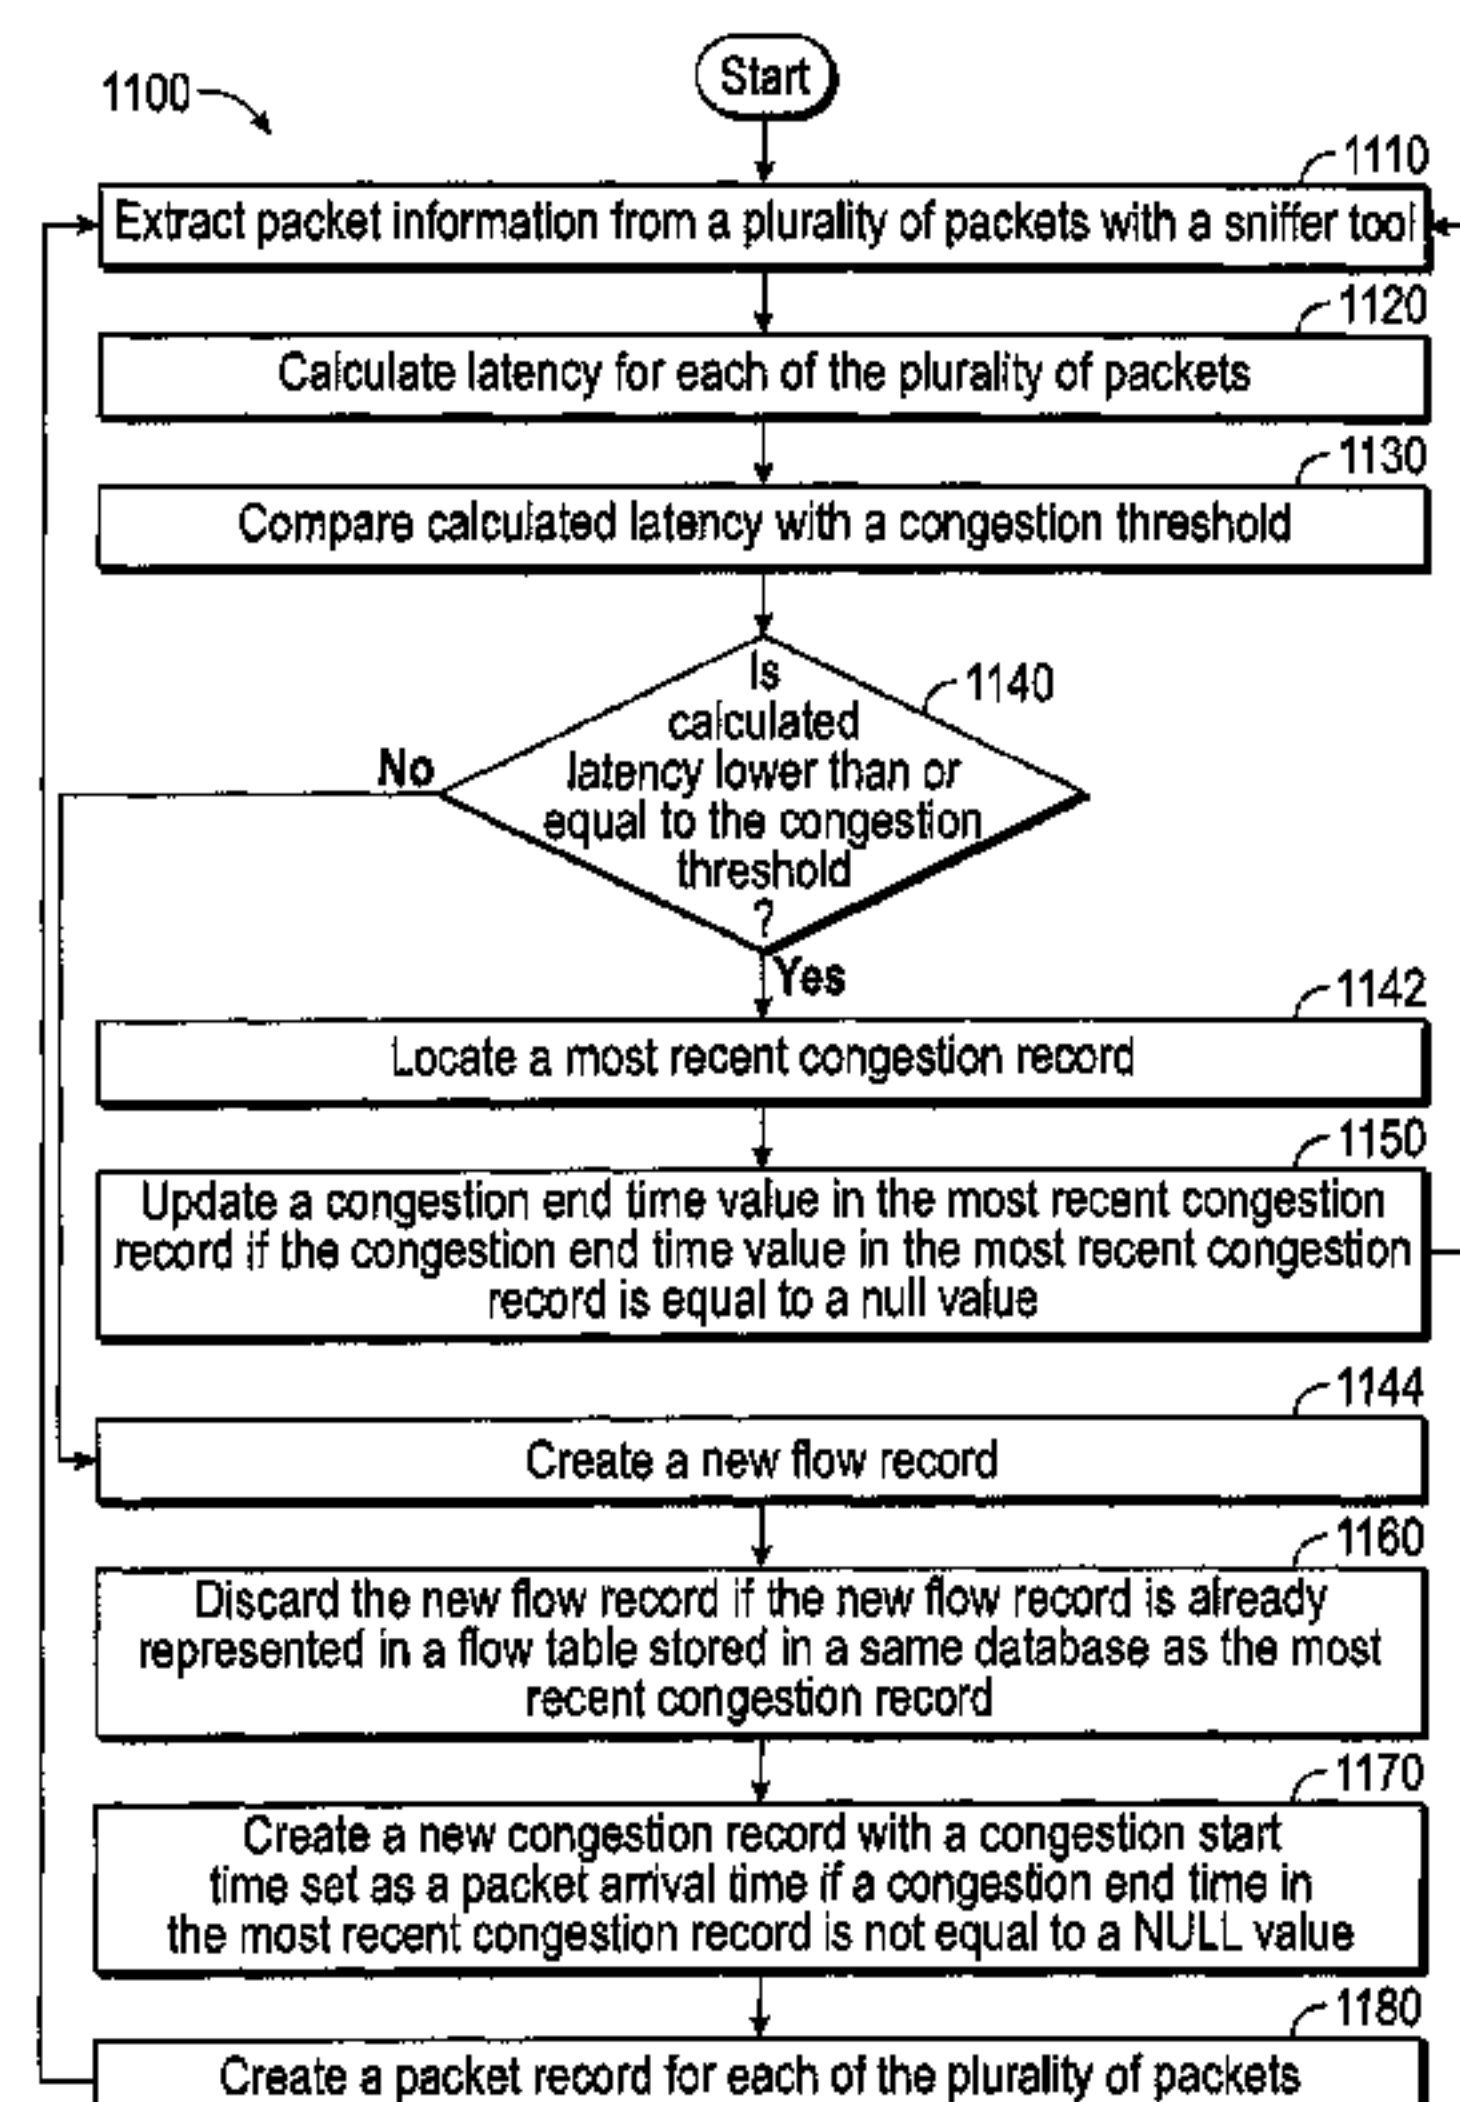 Start
1100
1110
Extract packet information from a plurality of packets with a sniffer tool
1120
Calculate latency for each of the plurality of packets
1130
Compare calculated latency with a congestion threshold
1140
Is
calculated
latency lower than or
equal to the congestion
threshold
?
No
Yes
1142
Locate a most recent congestion record
1150
Update a congestion end time value in the most recent congestion
record if the congestion end time value in the most recent congestion
record is equal to a null value
1144
Create a new flow record
1160
Discard the new flow record if the new flow record is already
represented in a flow table stored in a same database as the most
recent congestion record
1170
Create a new congestion record with a congestion start
time set as a packet arrival time if a congestion end time in
the most recent congestion record is not equal to a NULL value
1180
Create a packet record for each of the plurality of packets